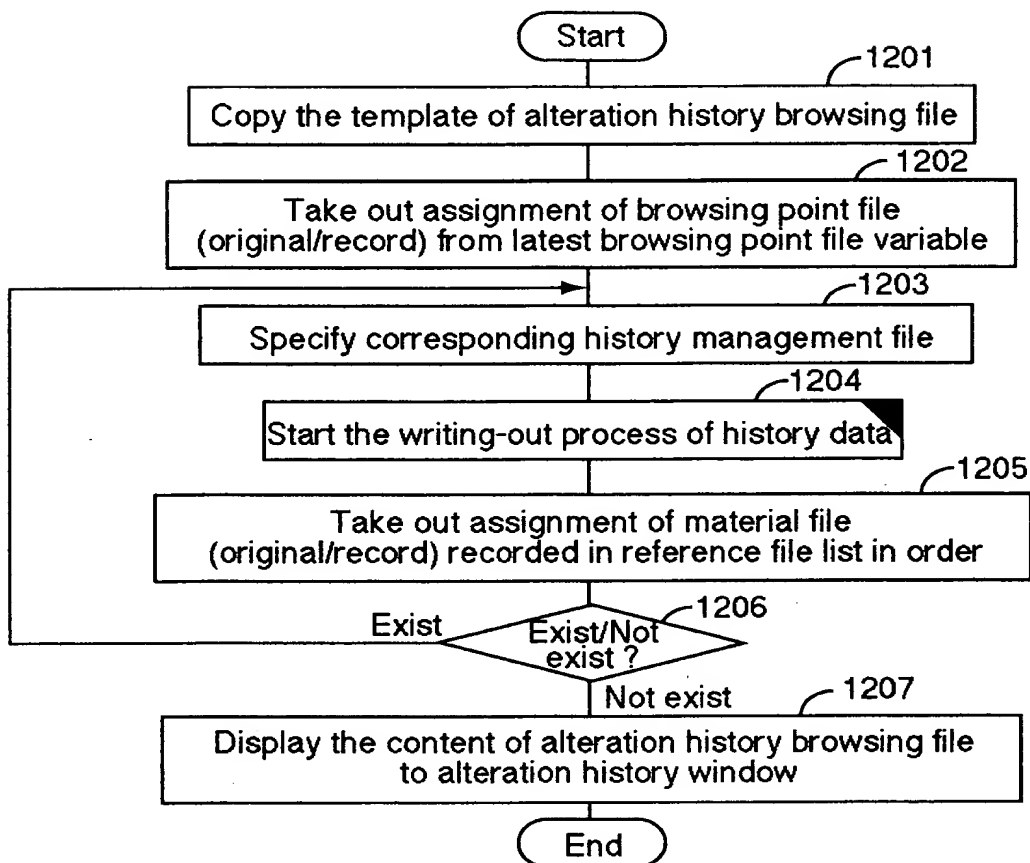 Start
1201
Copy the template of alteration history browsing file
1202
Take out assignment of browsing point file
(original/record) from latest browsing point file variable
1203
Specify corresponding history management file
1204
Start the writing-out process of history data
1205
Take out assignment of material file
(original/record) recorded in reference file list in order
1206
Exist
Exist/Not
exist ?
Not exist
1207
Display the content of alteration history browsing file
to alteration history window
End